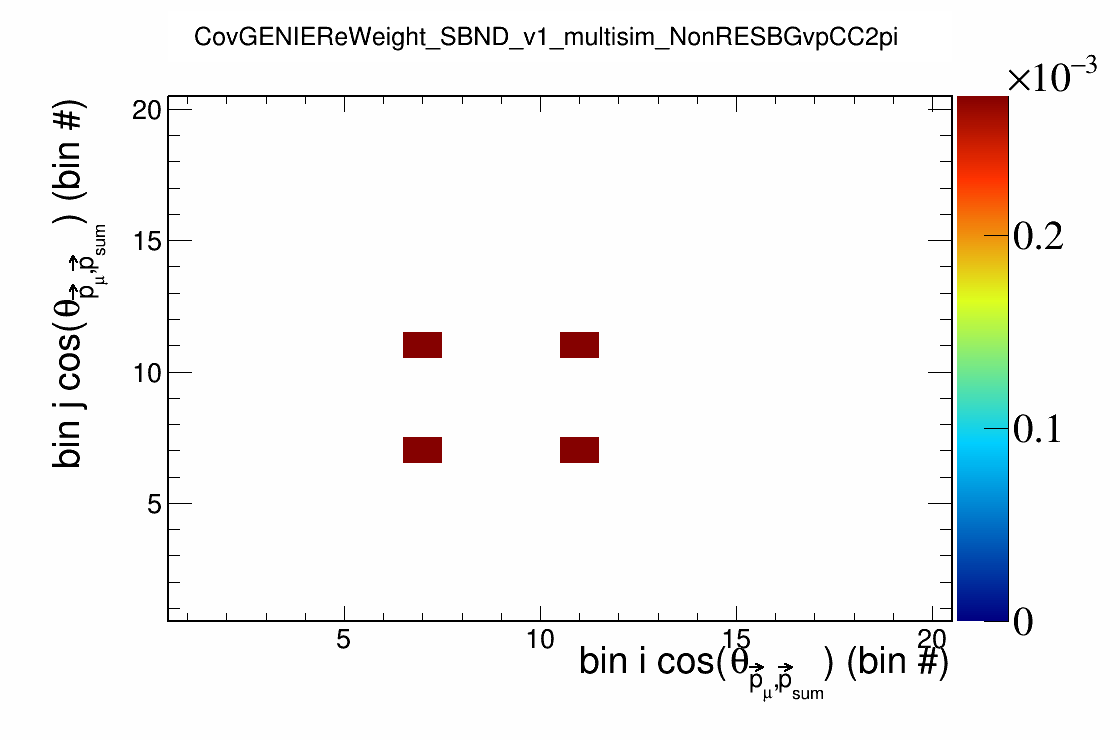 CovGENIEReWeight_SBND_v1_multisim_NonRESBGvpCC2pi
×10⁻³
20
15
10
5
bin j cos(θ_{p⃗_μ,p⃗_sum}) (bin #)
0.2
0.1
0
5 10 15 20
bin i cos(θ_{p⃗_μ,p⃗_sum}) (bin #)